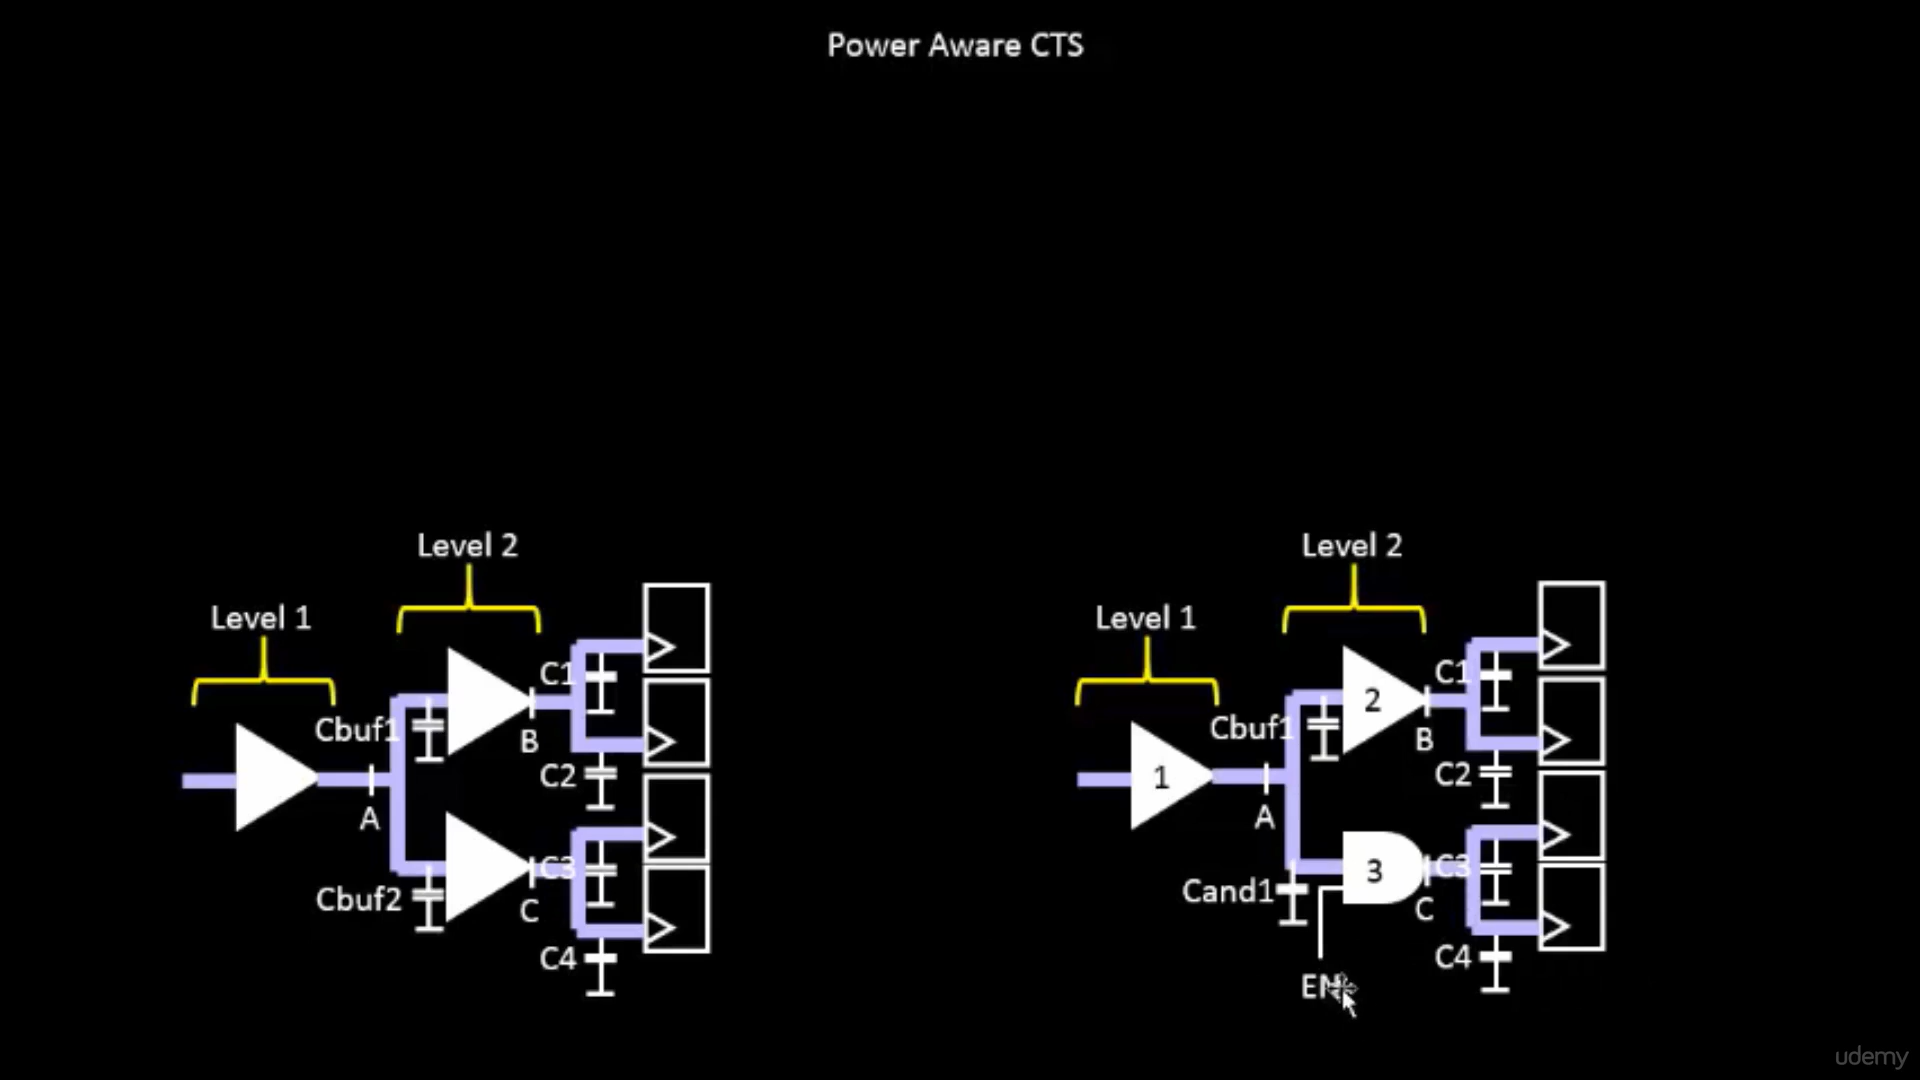 Power Aware CTS
Level 2
Level 1
C1
Cbuf1
B
C2
A
C3
Cbuf2
C
C4
Level 2
Level 1
C1
2
Cbuf1
B
1
C2
A
C3
3
Cand1
C
C4
EN
udemy